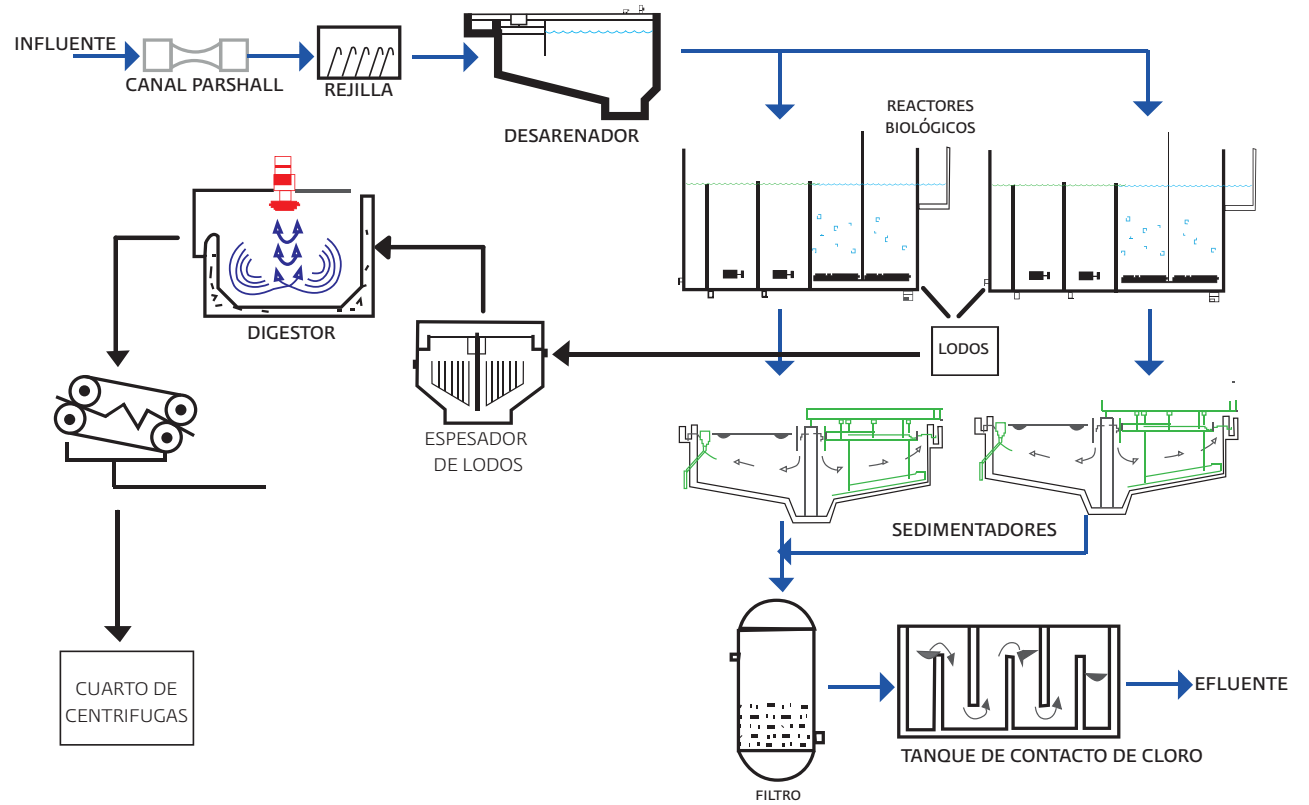 INFLUENTE
CANAL PARSHALL
REJILLA
DESARENADOR
REACTORES
BIOLÓGICOS
DIGESTOR
LODOS
ESPESADOR
DE LODOS
SEDIMENTADORES
CUARTO DE
CENTRIFUGAS
EFLUENTE
TANQUE DE CONTACTO DE CLORO
FILTRO